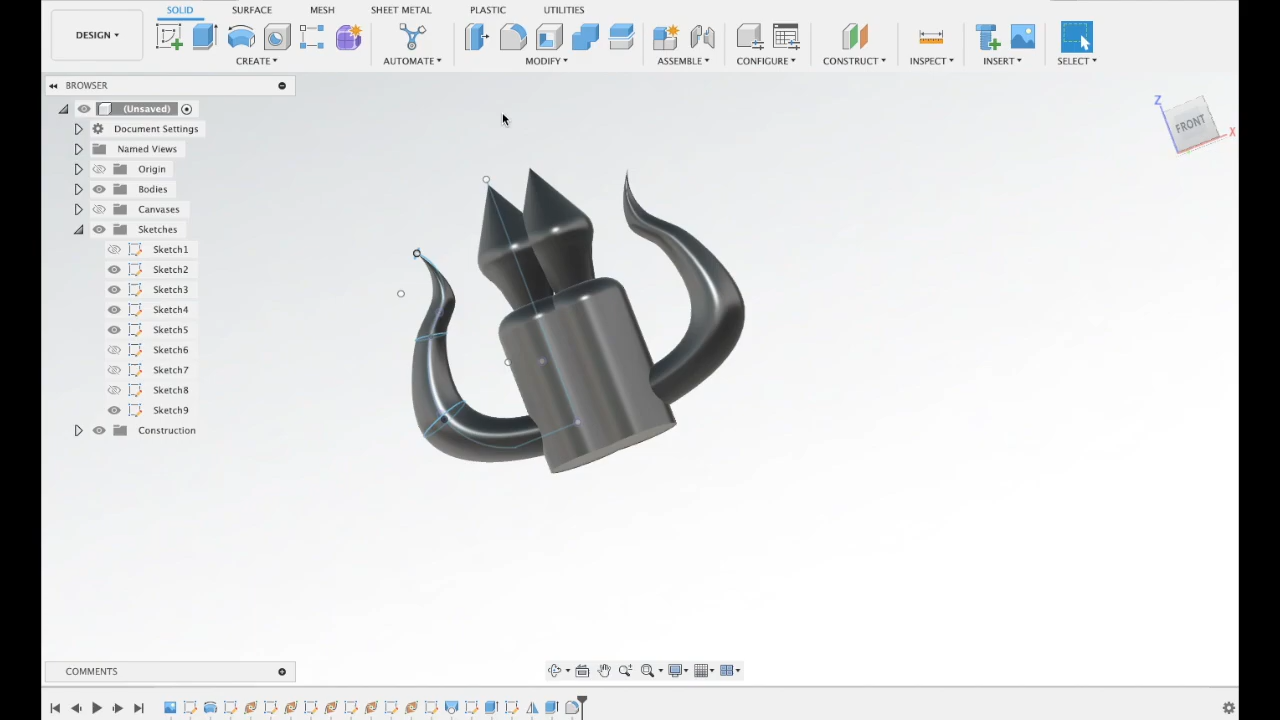 SOLID SURFACE MESH SHEET METAL PLASTIC UTILITIES
DESIGN
CREATE AUTOMATE MODIFY ASSEMBLE CONFIGURE CONSTRUCT INSPECT INSERT SELECT
BROWSER
(Unsaved)
Document Settings
Named Views
Origin
Bodies
Canvases
Sketches
Sketch1
Sketch2
Sketch3
Sketch4
Sketch5
Sketch6
Sketch7
Sketch8
Sketch9
Construction
Z
FRONT
X
COMMENTS